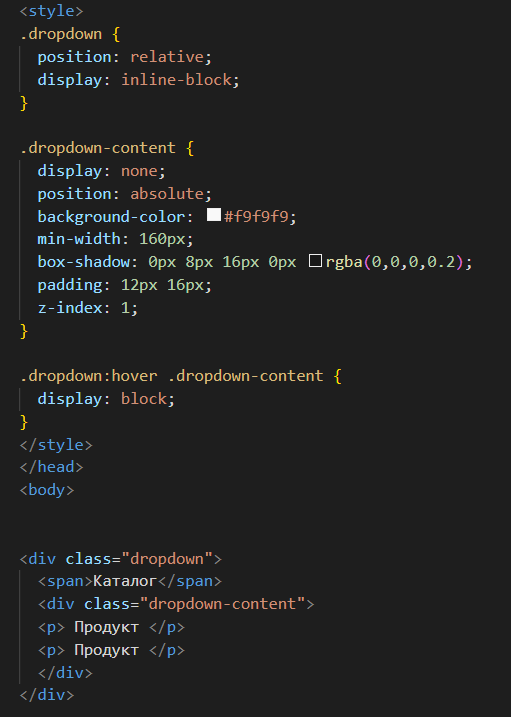 <style>
.dropdown {
position: relative;
display: inline-block;
}
.dropdown-content {
display: none;
position: absolute;
background-color: #f9f9f9;
min-width: 160px;
box-shadow: 0px 8px 16px 0px rgba(0,0,0,0.2);
padding: 12px 16px;
z-index: 1;
}
.dropdown:hover .dropdown-content {
display: block;
}
</style>
</head>
<body>
<div class="dropdown">
<span>Каталог</span>
<div class="dropdown-content">
<p> Продукт </p>
<p> Продукт </p>
</div>
</div>